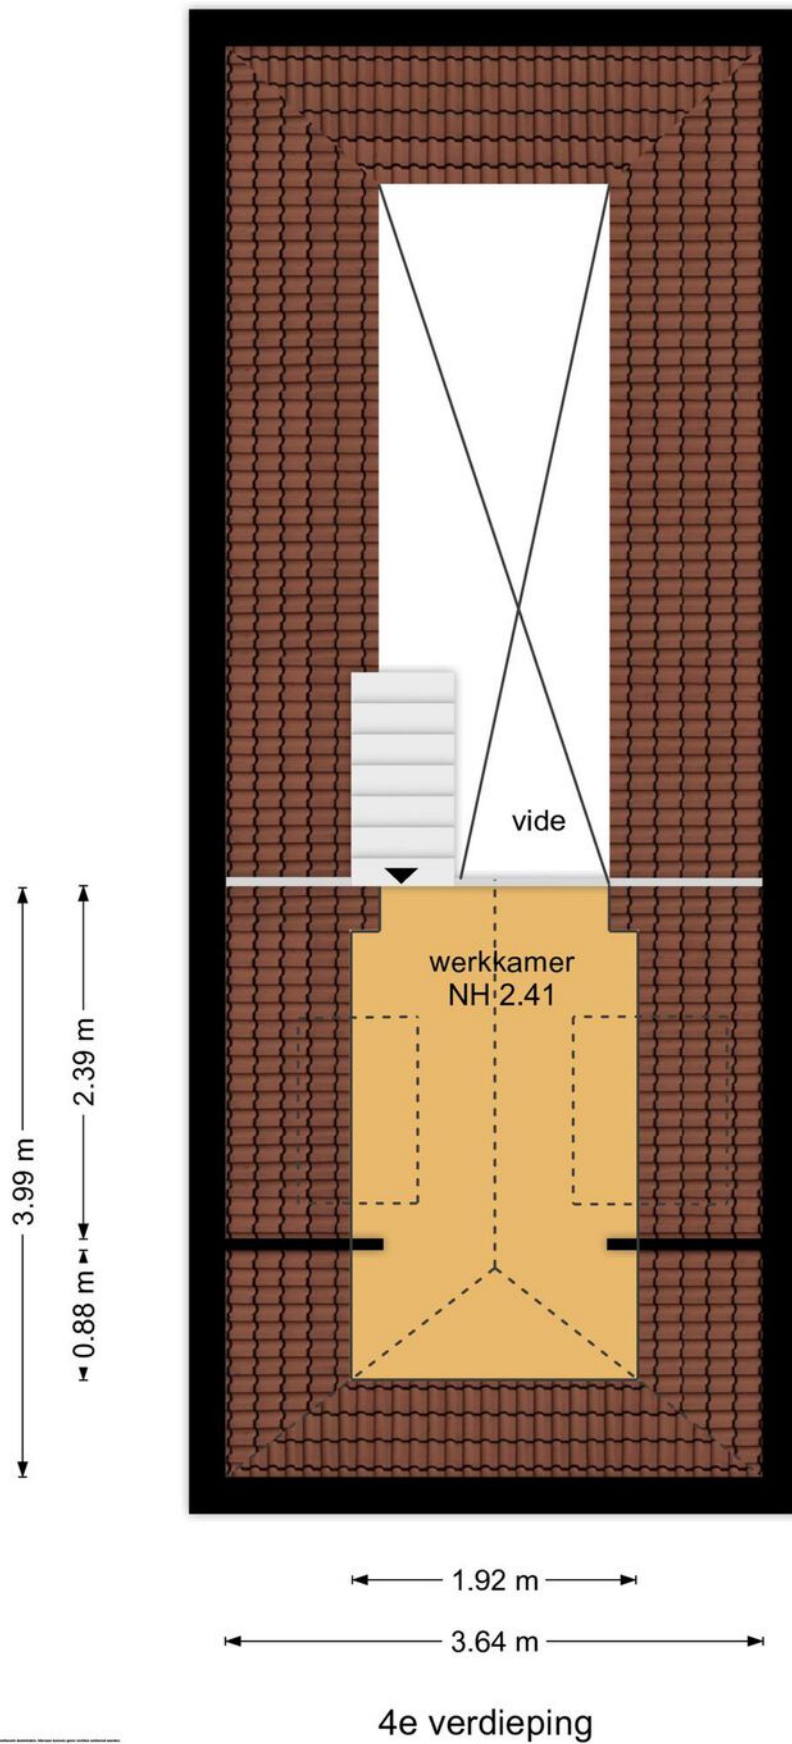 vide
werkkamer
NH 2.41
2.39 m
3.99 m
0.88 m
1.92 m
3.64 m
4e verdieping